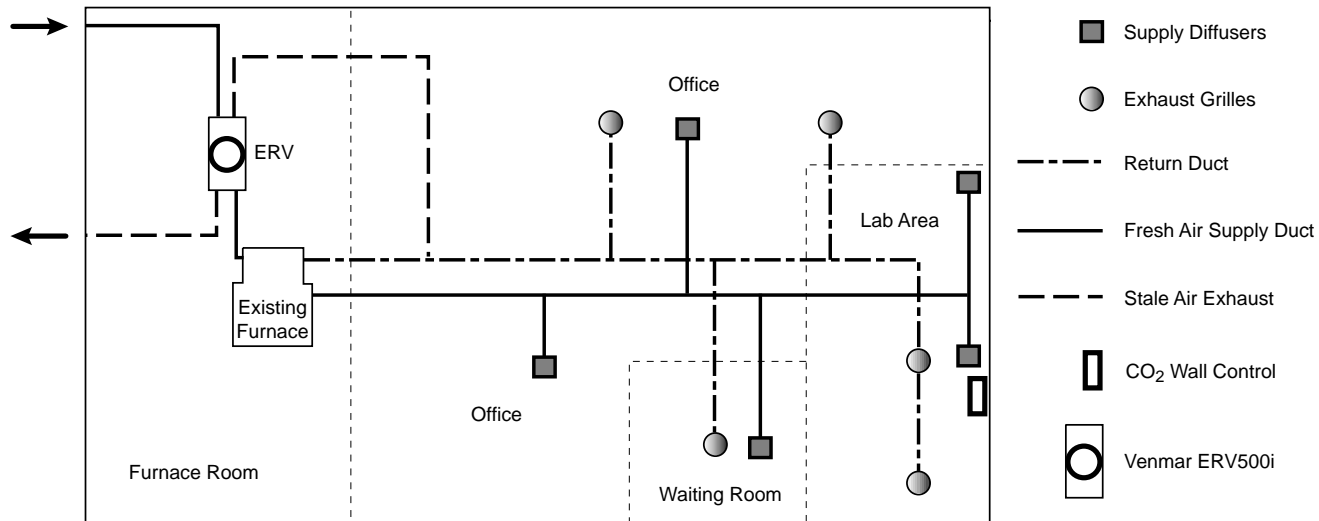 Office
ERV
Lab Area
Existing
Furnace
Office
Furnace Room
Waiting Room
Supply Diffusers
Exhaust Grilles
Return Duct
Fresh Air Supply Duct
Stale Air Exhaust
CO2 Wall Control
Venmar ERV500i